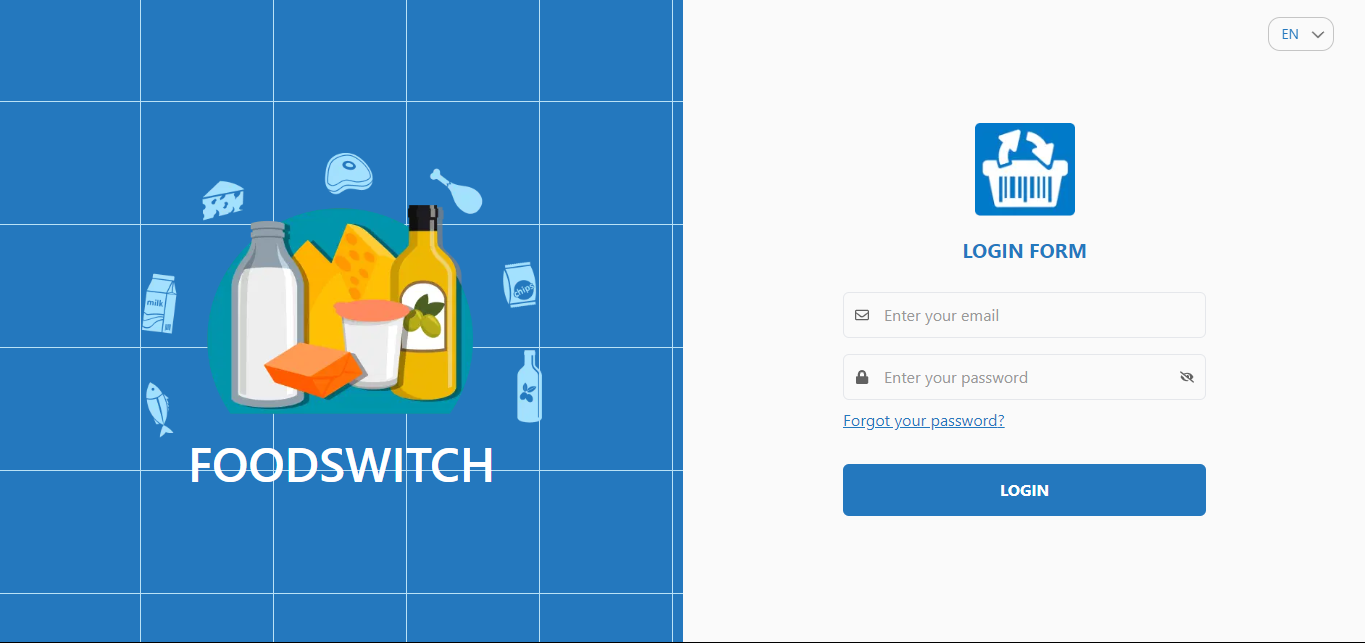 milk
chips
FOODSWITCH
EN
LOGIN FORM
Enter your email
Enter your password
Forgot your password?
LOGIN